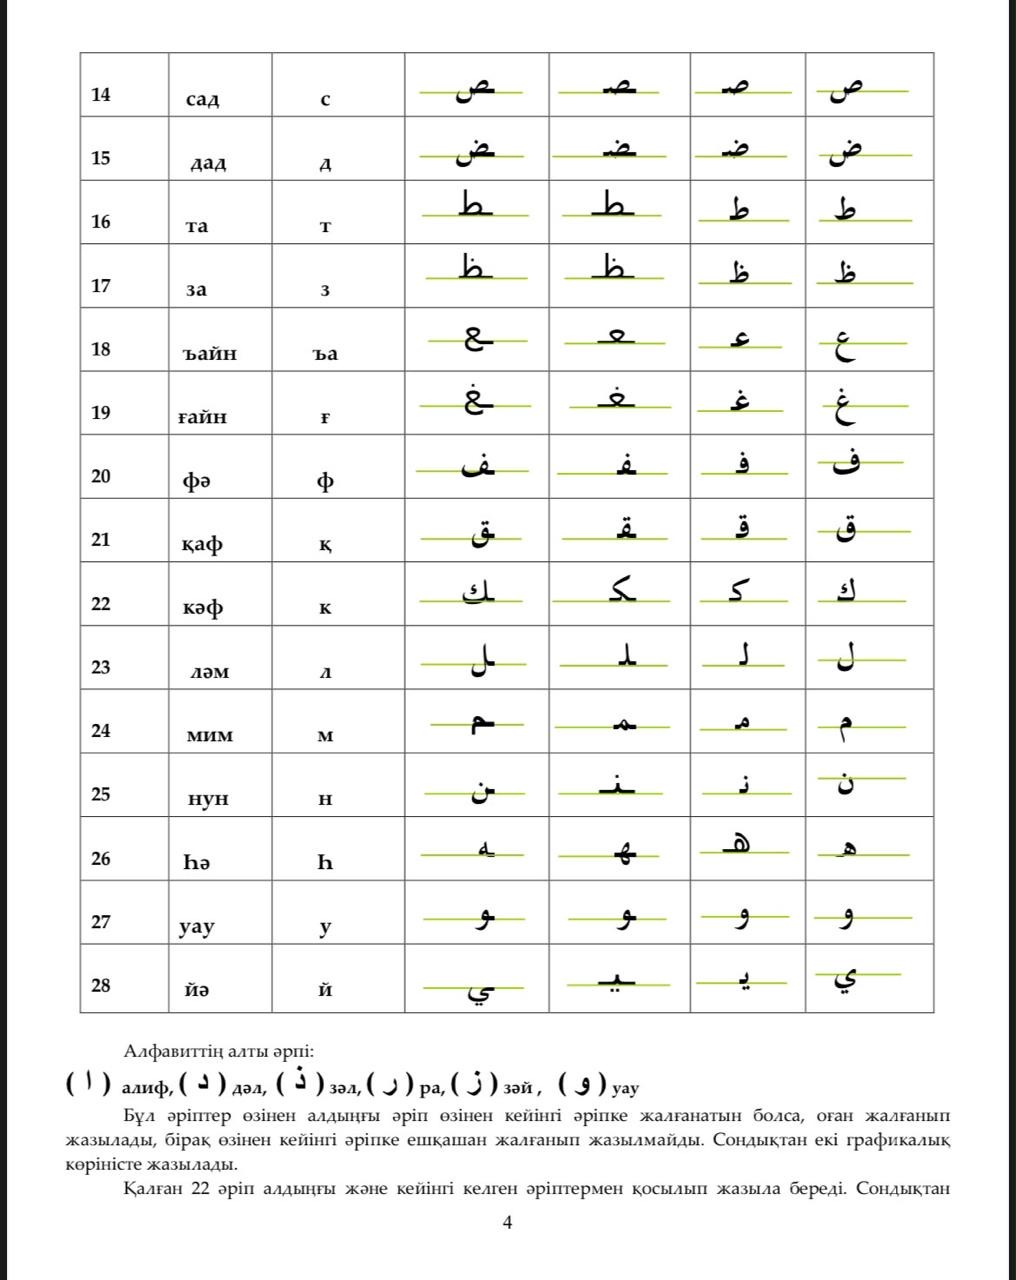 14 сад с ـص ـصـ صـ ص
15 дад д ـض ـضـ ضـ ض
16 та т ـط ـطـ ط ط
17 за з ـظ ـظـ ظ ظ
18 ъайн ъа ـع ـعـ عـ ع
19 ғайн ғ ـغ ـغـ غـ غ
20 фә ф ـف ـفـ فـ ف
21 қаф қ ـق ـقـ قـ ق
22 кәф к ـك ـكـ كـ ك
23 ләм л ـل ـلـ لـ ل
24 мим м ـم ـمـ مـ م
25 нун н ـن ـنـ نـ ن
26 һә һ ـه ـهـ هـ ه
27 уау у ـو ـو و و
28 йә й ـي ـيـ يـ ي
Алфавиттің алты әрпі:
( ا ) алиф, ( د ) дәл, ( ذ ) зәл, ( ر ) ра, ( ز ) зәй , ( و ) уау
Бұл әріптер өзінен алдыңғы әріп өзінен кейінгі әріпке жалғанатын болса, оған жалғанып
жазылады, бірақ өзінен кейінгі әріпке ешқашан жалғанып жазылмайды. Сондықтан екі графикалық
көріністе жазылады.
Қалған 22 әріп алдыңғы және кейінгі келген әріптермен қосылып жазыла береді. Сондықтан
4